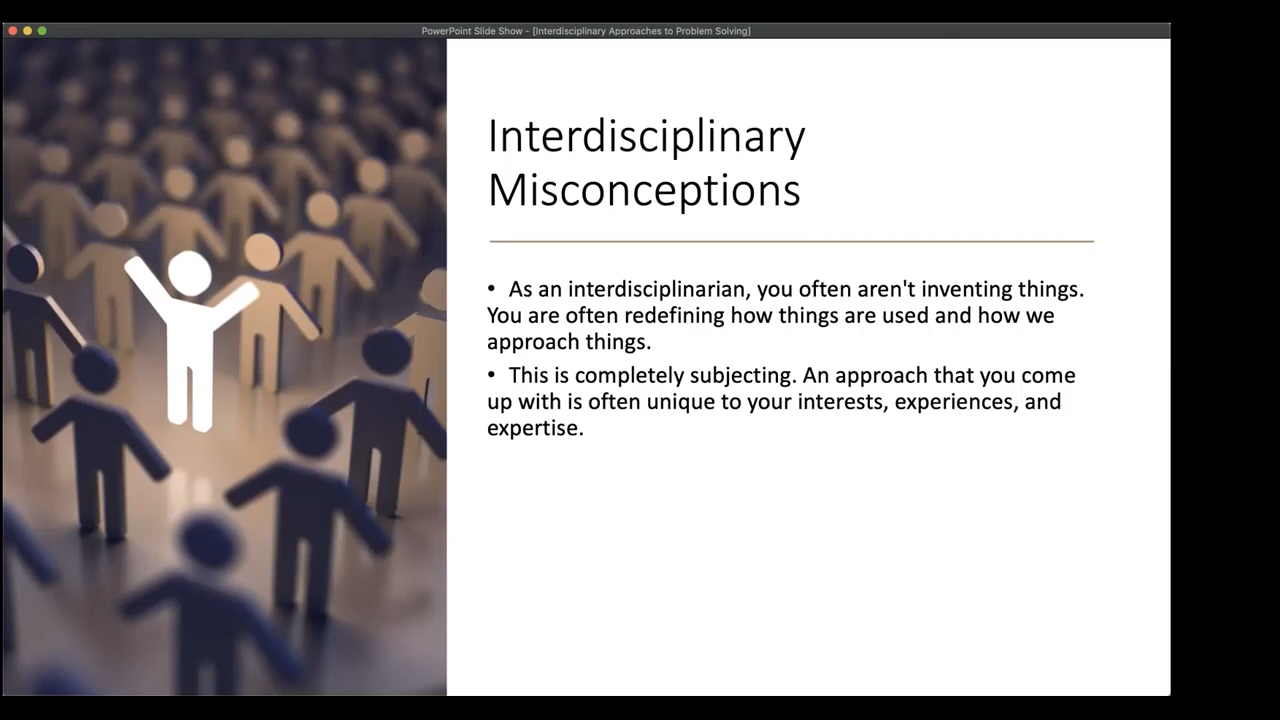 PowerPoint Slide Show - [Interdisciplinary Approaches to Problem Solving]
Interdisciplinary
Misconceptions
• As an interdisciplinarian, you often aren't inventing things.
You are often redefining how things are used and how we
approach things.
• This is completely subjecting. An approach that you come
up with is often unique to your interests, experiences, and
expertise.